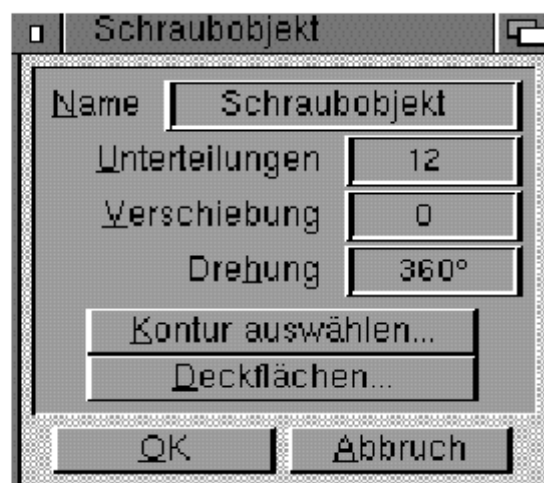 Schraubobjekt
Name Schraubobjekt
Unterteilungen 12
Verschiebung 0
Drehung 360°
Kontur auswählen...
Deckflächen...
OK Abbruch